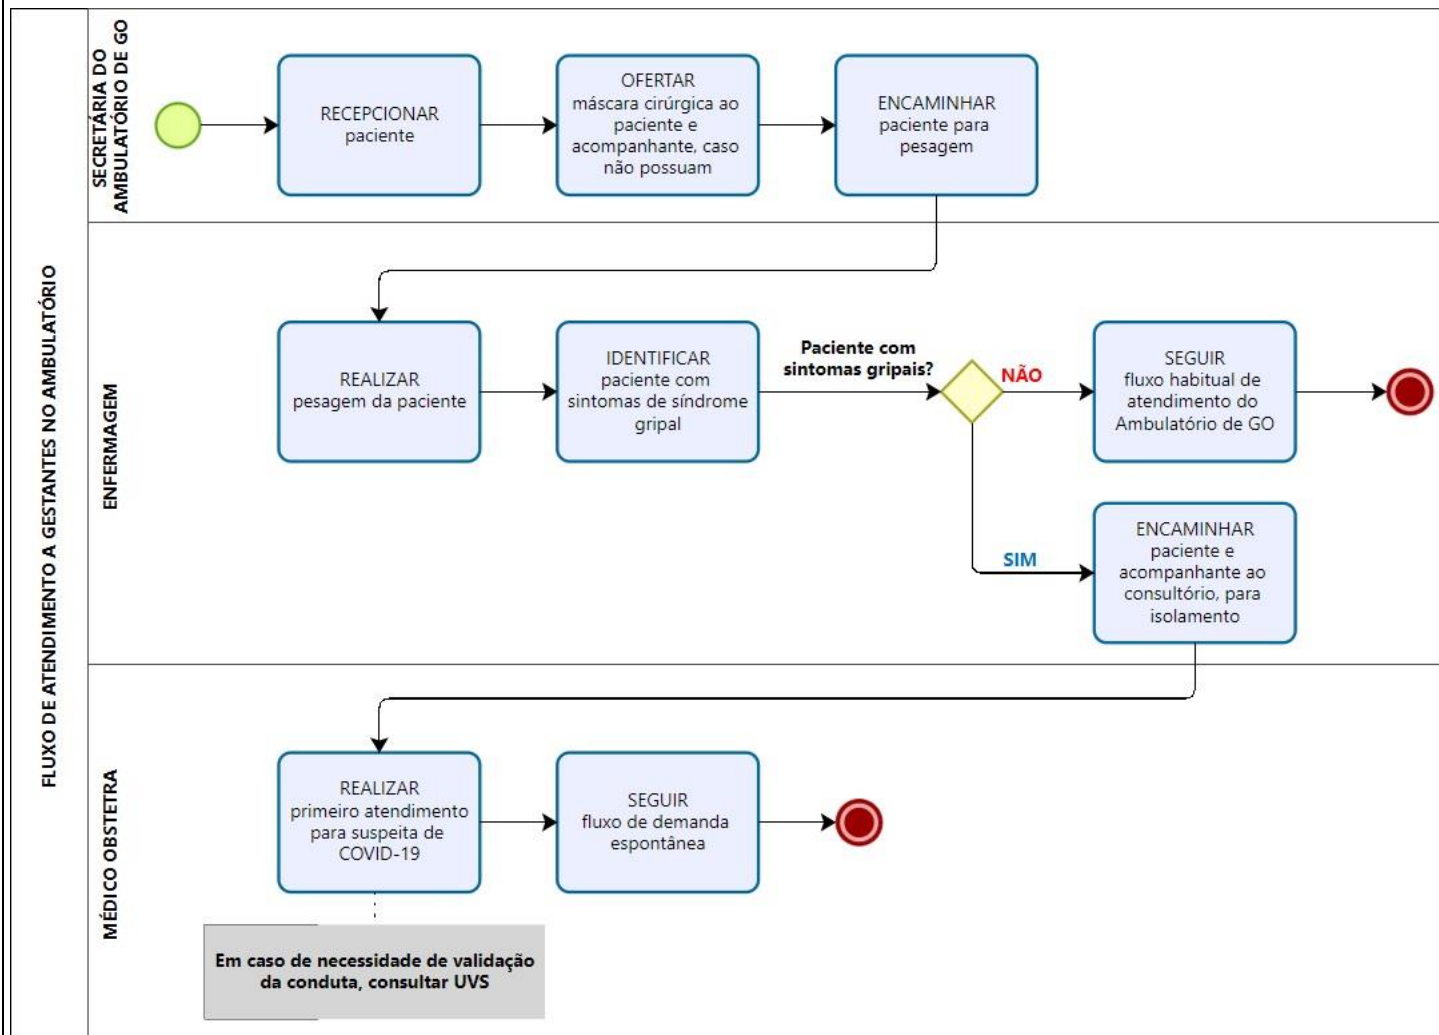 FLUXO DE ATENDIMENTO A GESTANTES NO AMBULATÓRIO
SECRETÁRIA DO
AMBULATÓRIO DE GO
RECEPCIONAR
paciente
OFERTAR
máscara cirúrgica ao
paciente e
acompanhante, caso
não possuam
ENCAMINHAR
paciente para
pesagem
ENFERMAGEM
REALIZAR
pesagem da paciente
IDENTIFICAR
paciente com
sintomas de síndrome
gripal
Paciente com
sintomas gripais?
NÃO
SEGUIR
fluxo habitual de
atendimento do
Ambulatório de GO
SIM
ENCAMINHAR
paciente e
acompanhante ao
consultório, para
isolamento
MÉDICO OBSTETRA
REALIZAR
primeiro atendimento
para suspeita de
COVID-19
SEGUIR
fluxo de demanda
espontânea
Em caso de necessidade de validação
da conduta, consultar UVS